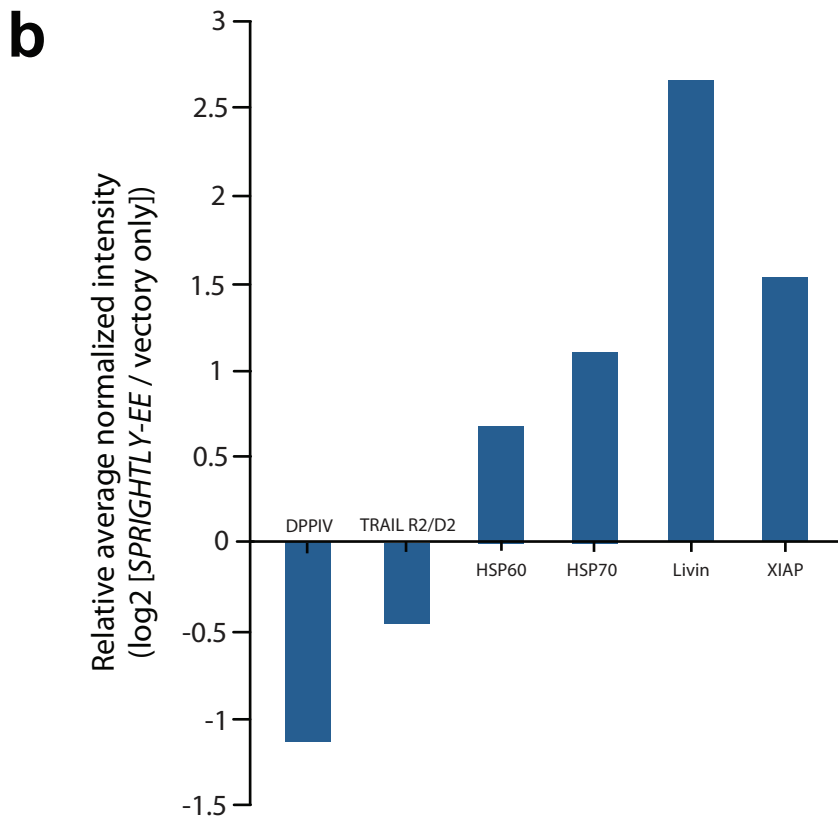 b
Relative average normalized intensity
(log2 [SPRIGHTLY-EE / vectory only])
3
2.5
2
1.5
1
0.5
0
-0.5
-1
-1.5
DPPIV
TRAIL R2/D2
HSP60
HSP70
Livin
XIAP